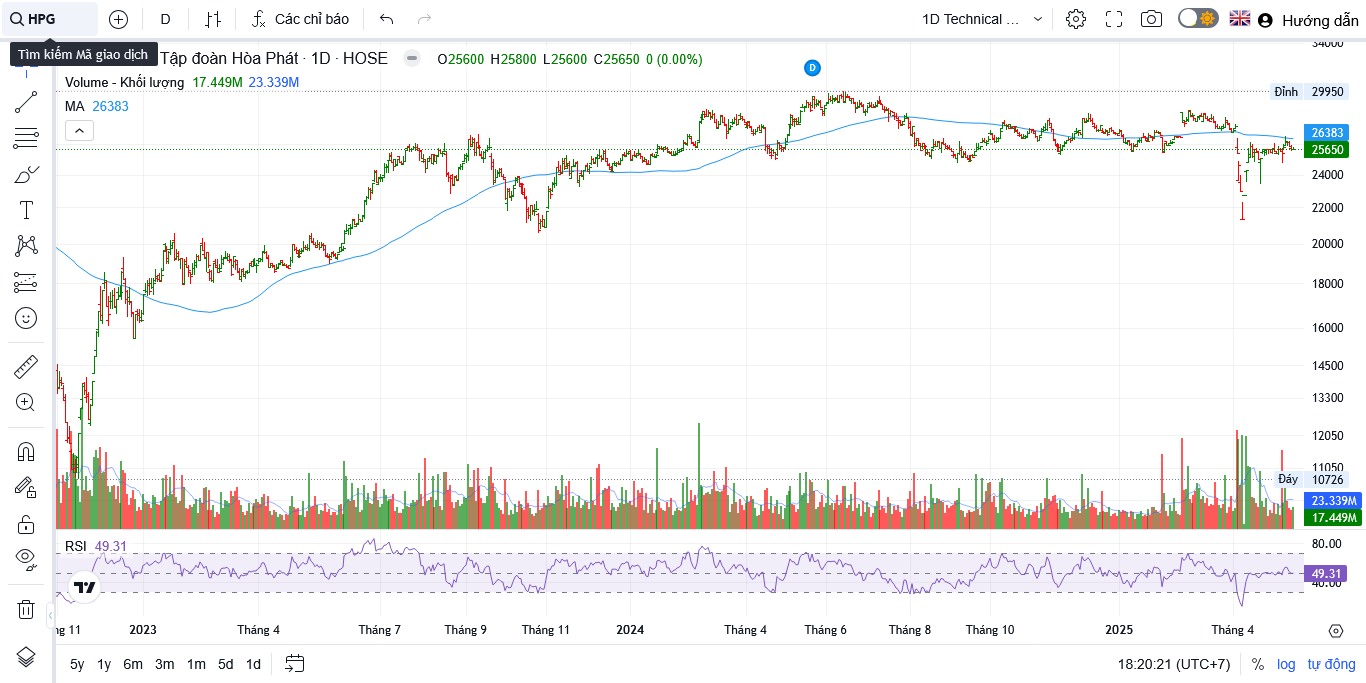 HPG D Các chỉ báo 1D Technical ... Hướng dẫn
Tìm kiếm Mã giao dịch
Tập đoàn Hòa Phát · 1D · HOSE O25600 H25800 L25600 C25650 0 (0.00%)
Volume - Khối lượng 17.449M 23.339M
MA 26383
D
34000
Đỉnh 29950
26383
25650
24000
22000
20000
18000
16000
14500
13300
12050
11050
Đáy 10726
23.339M
17.449M
RSI 49.31
80.00
49.31
40.00
ng 11 2023 Tháng 4 Tháng 7 Tháng 9 Tháng 11 2024 Tháng 4 Tháng 6 Tháng 8 Tháng 10 2025 Tháng 4
5y 1y 6m 3m 1m 5d 1d 18:20:21 (UTC+7) % log tự động